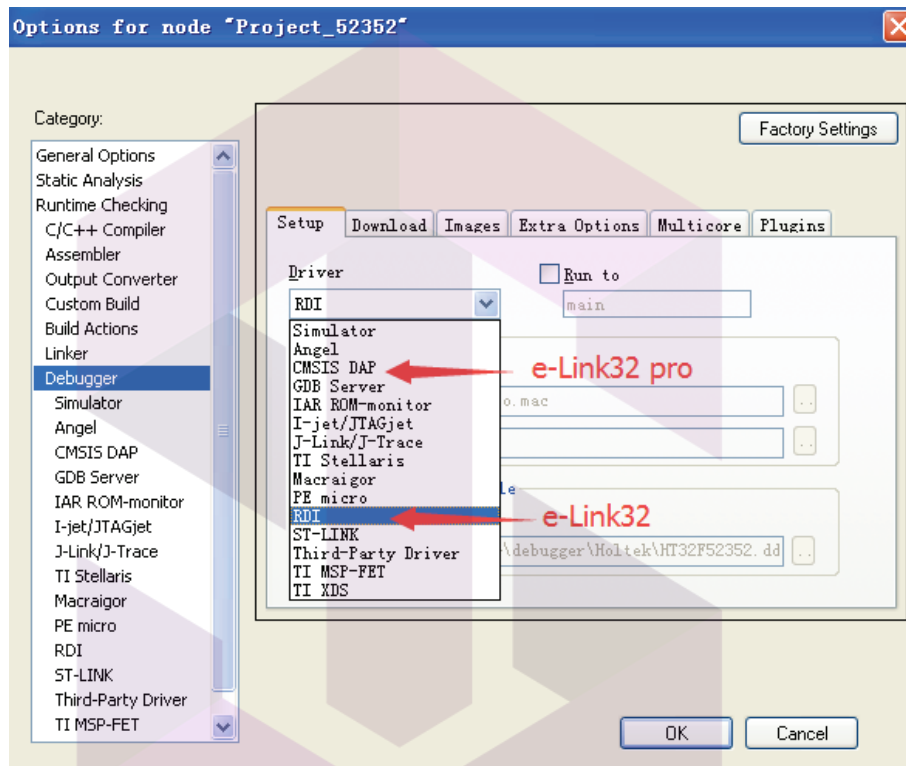 Options for node "Project_52352"
Category:
Factory Settings
General Options
Static Analysis
Runtime Checking
C/C++ Compiler
Assembler
Output Converter
Custom Build
Build Actions
Linker
Debugger
Simulator
Angel
CMSIS DAP
GDB Server
IAR ROM-monitor
I-jet/JTAGjet
J-Link/J-Trace
TI Stellaris
Macraigor
PE micro
RDI
ST-LINK
Third-Party Driver
TI MSP-FET
Setup Download Images Extra Options Multicore Plugins
Driver
Run to
RDI
main
Simulator
Angel
CMSIS DAP
e-Link32 pro
GDB Server
IAR ROM-monitor
o.mac
..
I-jet/JTAGjet
J-Link/J-Trace
..
TI Stellaris
Macraigor
le
PE micro
RDI
e-Link32
ST-LINK
Third-Party Driver
\debugger\Holtek\HT32F52352.dd
..
TI MSP-FET
TI XDS
OK
Cancel